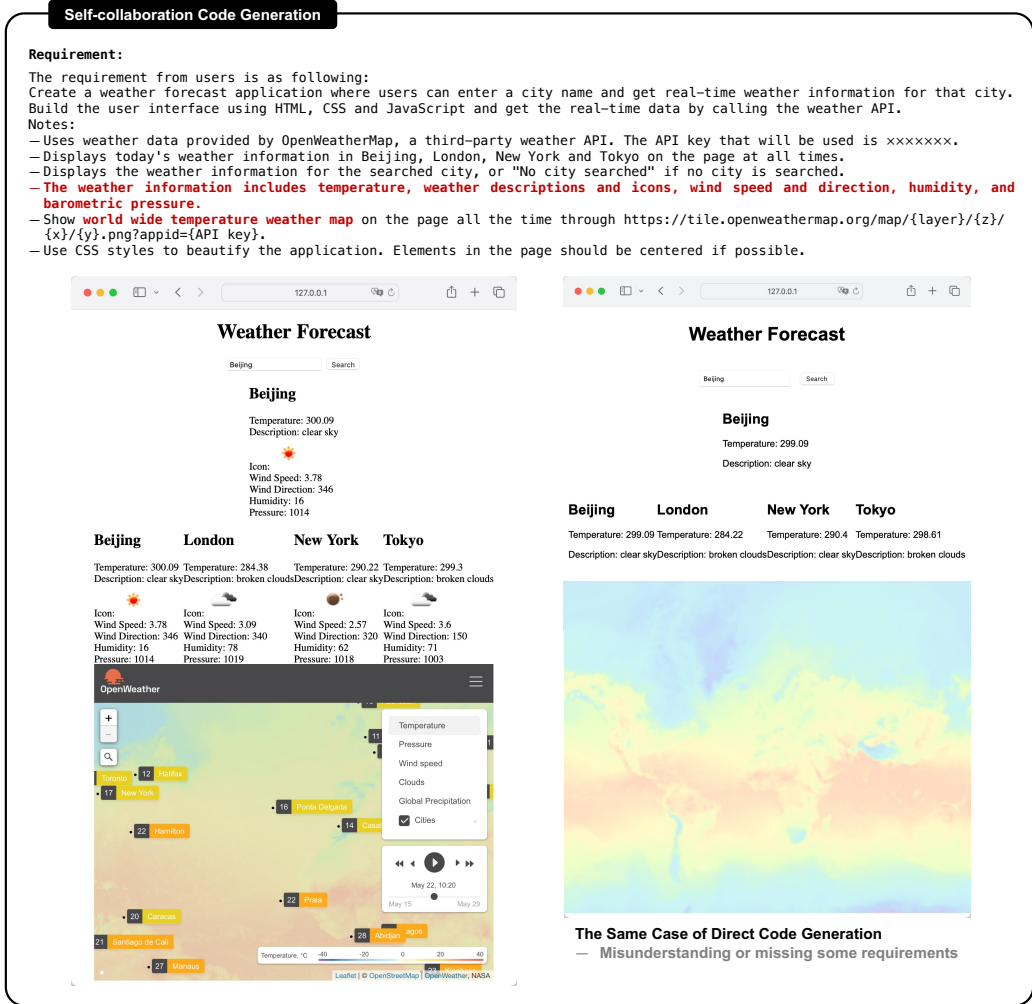 Self-collaboration Code Generation
Requirement:
The requirement from users is as following:
Create a weather forecast application where users can enter a city name and get real-time weather information for that city.
Build the user interface using HTML, CSS and JavaScript and get the real-time data by calling the weather API.
Notes:
— Uses weather data provided by OpenWeatherMap, a third-party weather API. The API key that will be used is ×××××××.
— Displays today's weather information in Beijing, London, New York and Tokyo on the page at all times.
— Displays the weather information for the searched city, or "No city searched" if no city is searched.
— The weather information includes temperature, weather descriptions and icons, wind speed and direction, humidity, and
barometric pressure.
— Show world wide temperature weather map on the page all the time through https://tile.openweathermap.org/map/{layer}/{z}/
{x}/{y}.png?appid={API key}.
— Use CSS styles to beautify the application. Elements in the page should be centered if possible.
127.0.0.1
Weather Forecast
Beijing Search
Beijing
Temperature: 300.09
Description: clear sky
Icon:
Wind Speed: 3.78
Wind Direction: 346
Humidity: 16
Pressure: 1014
Beijing London New York Tokyo
Temperature: 300.09 Temperature: 284.38 Temperature: 290.22 Temperature: 299.3
Description: clear skyDescription: broken cloudsDescription: clear skyDescription: broken clouds
Icon: Icon: Icon: Icon:
Wind Speed: 3.78 Wind Speed: 3.09 Wind Speed: 2.57 Wind Speed: 3.6
Wind Direction: 346 Wind Direction: 340 Wind Direction: 320 Wind Direction: 150
Humidity: 16 Humidity: 78 Humidity: 62 Humidity: 71
Pressure: 1014 Pressure: 1019 Pressure: 1018 Pressure: 1003
OpenWeather
+
−
Temperature
Pressure
Wind speed
Clouds
Global Precipitation
Cities
11
1
Toronto
12 Halifax
17 New York
16 Ponta Delgada
14 Casab
22 Hamilton
May 22, 10:20
May 15 May 29
22 Praia
20 Caracas
21 Santiago de Cali
28 Abidjan
agos
27 Manaus
Temperature, °C -40 -20 0 20 40
Leaflet | © OpenStreetMap | OpenWeather, NASA
127.0.0.1
Weather Forecast
Beijing Search
Beijing
Temperature: 299.09
Description: clear sky
Beijing London New York Tokyo
Temperature: 299.09 Temperature: 284.22 Temperature: 290.4 Temperature: 298.61
Description: clear skyDescription: broken cloudsDescription: clear skyDescription: broken clouds
The Same Case of Direct Code Generation
— Misunderstanding or missing some requirements